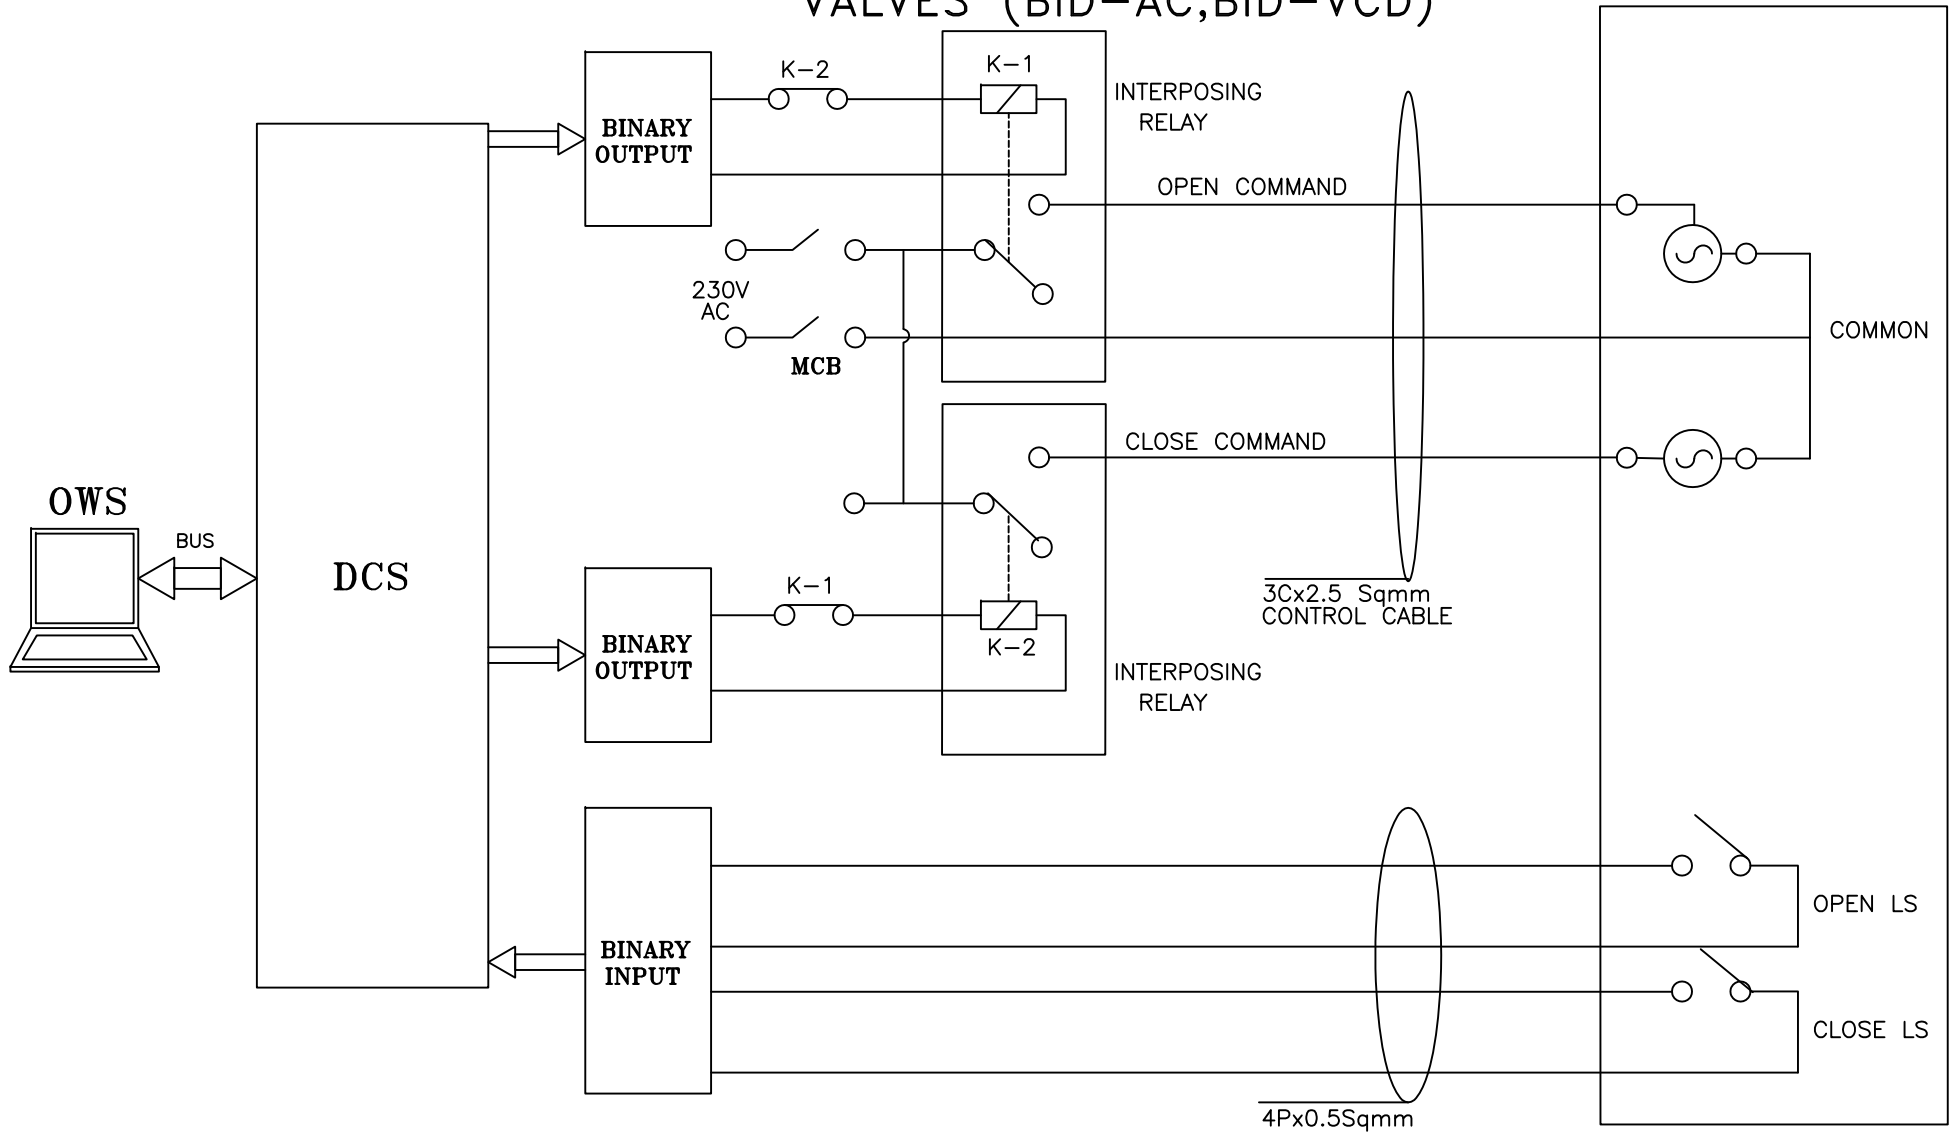 VALVES (BID-AC,BID-VCD)
K-2
K-1
INTERPOSING
RELAY
BINARY
OUTPUT
OPEN COMMAND
230V
AC
MCB
COMMON
CLOSE COMMAND
OWS
BUS
DCS
K-1
3Cx2.5 Sqmm
CONTROL CABLE
BINARY
OUTPUT
K-2
INTERPOSING
RELAY
OPEN LS
BINARY
INPUT
CLOSE LS
4Px0.5Sqmm